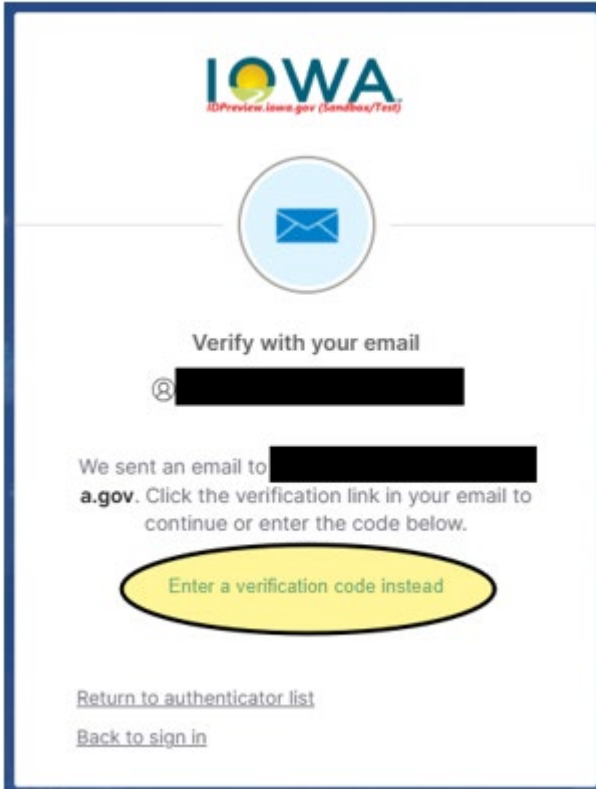 IOWA
IDPreview.iowa.gov (Sandbox/Test)
Verify with your email
We sent an email to
a.gov. Click the verification link in your email to
continue or enter the code below.
Enter a verification code instead
Return to authenticator list
Back to sign in